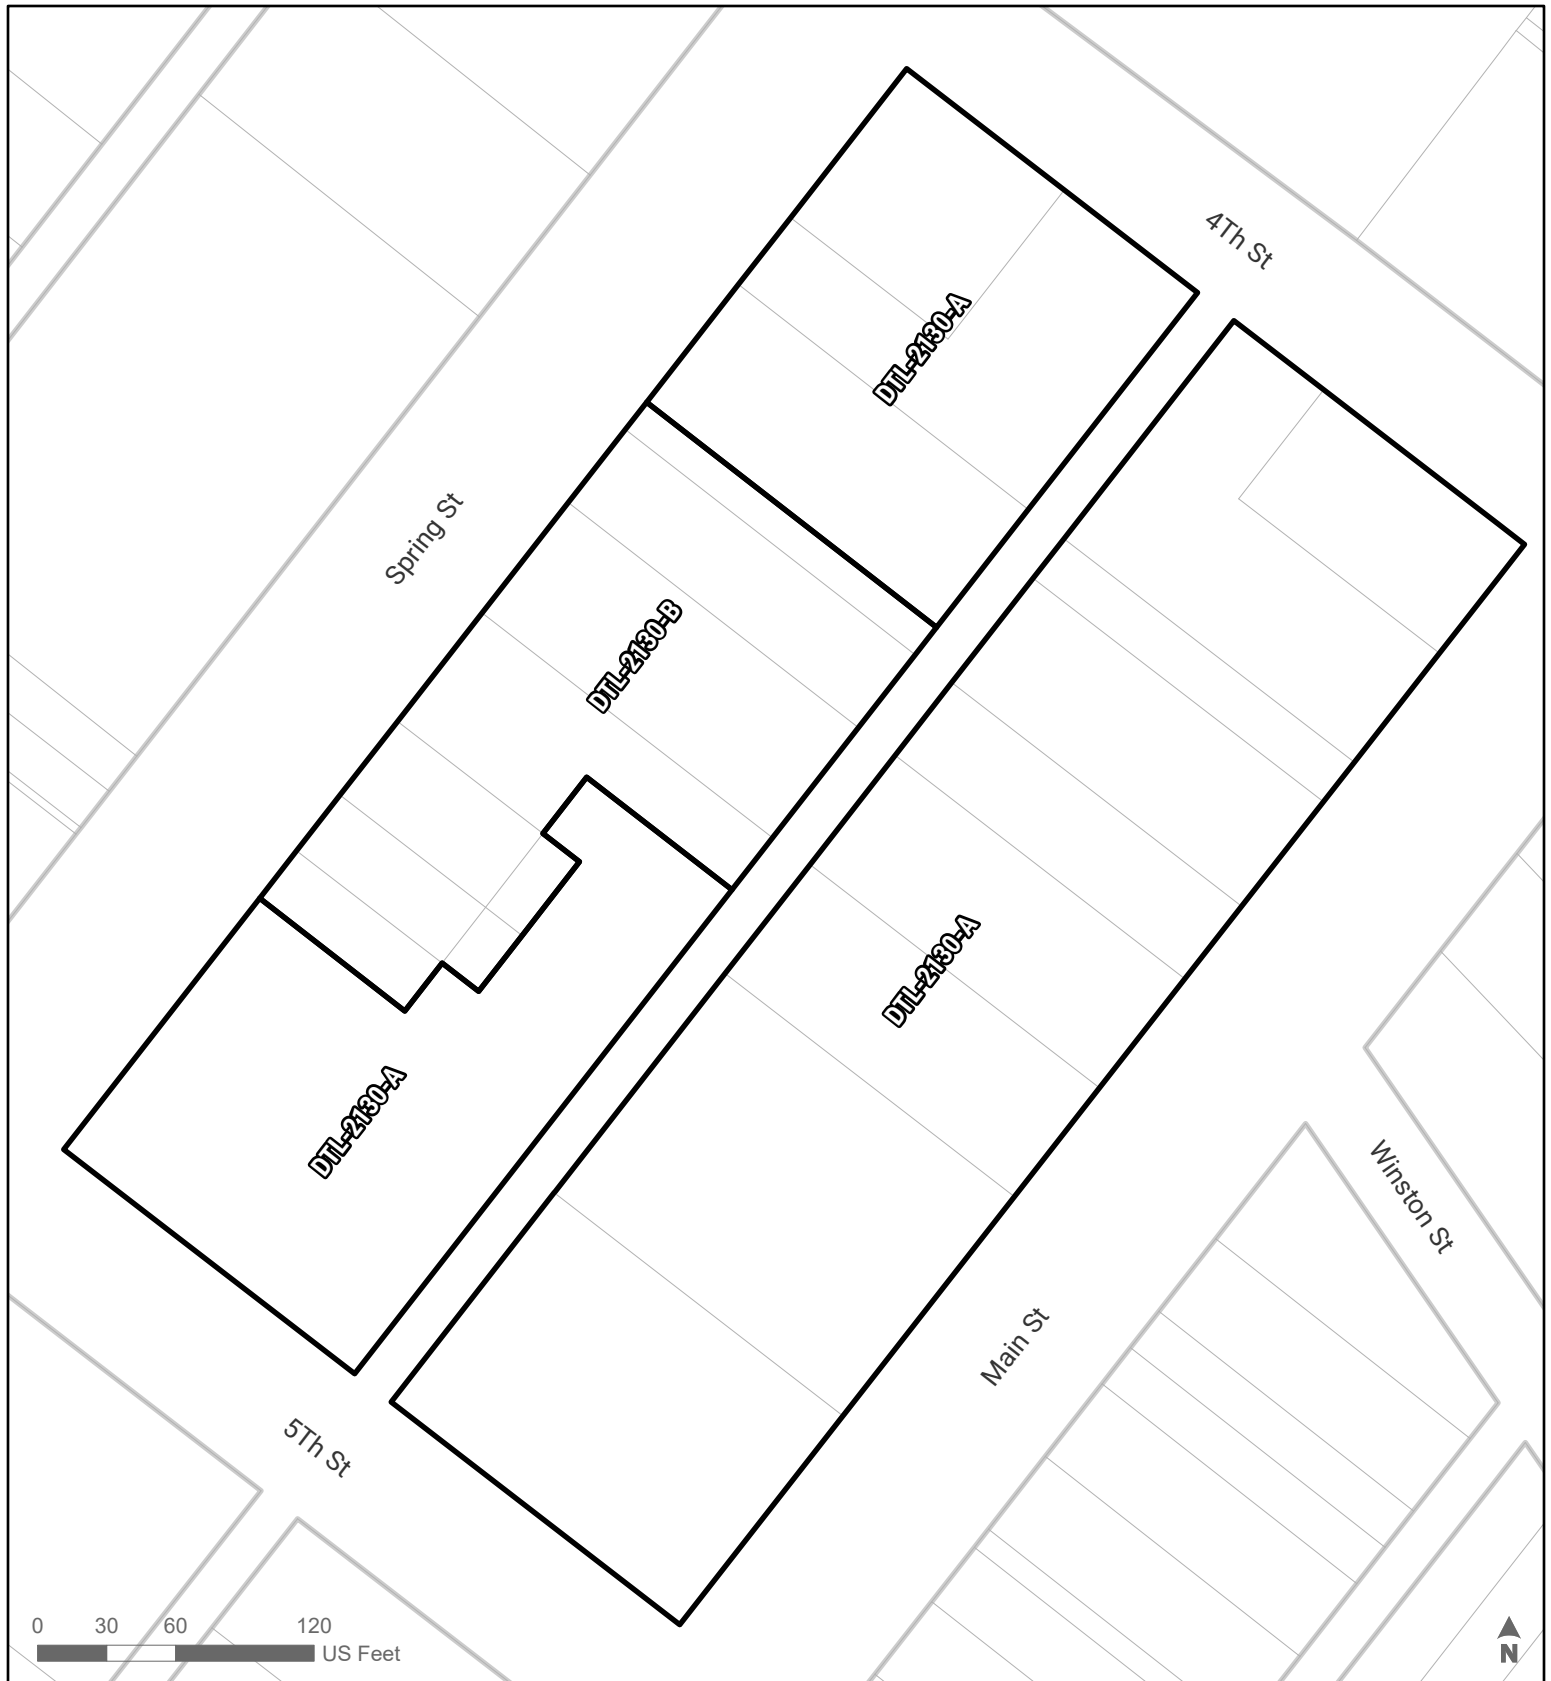 4Th St
DTL-2130-A
Spring St
DTL-2130-B
DTL-2130-A
DTL-2130-A
Winston St
Main St
5Th St
0 30 60 120
US Feet
N